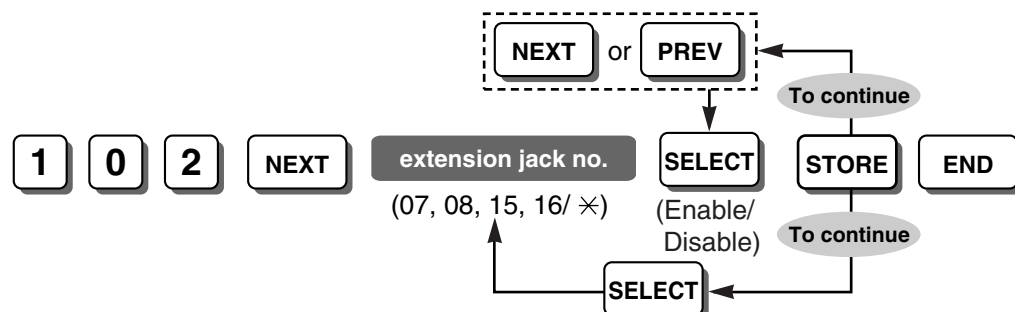 NEXT or PREV
To continue
1 0 2 NEXT extension jack no. SELECT STORE END
(07, 08, 15, 16/ ✳) (Enable/
Disable) To continue
SELECT